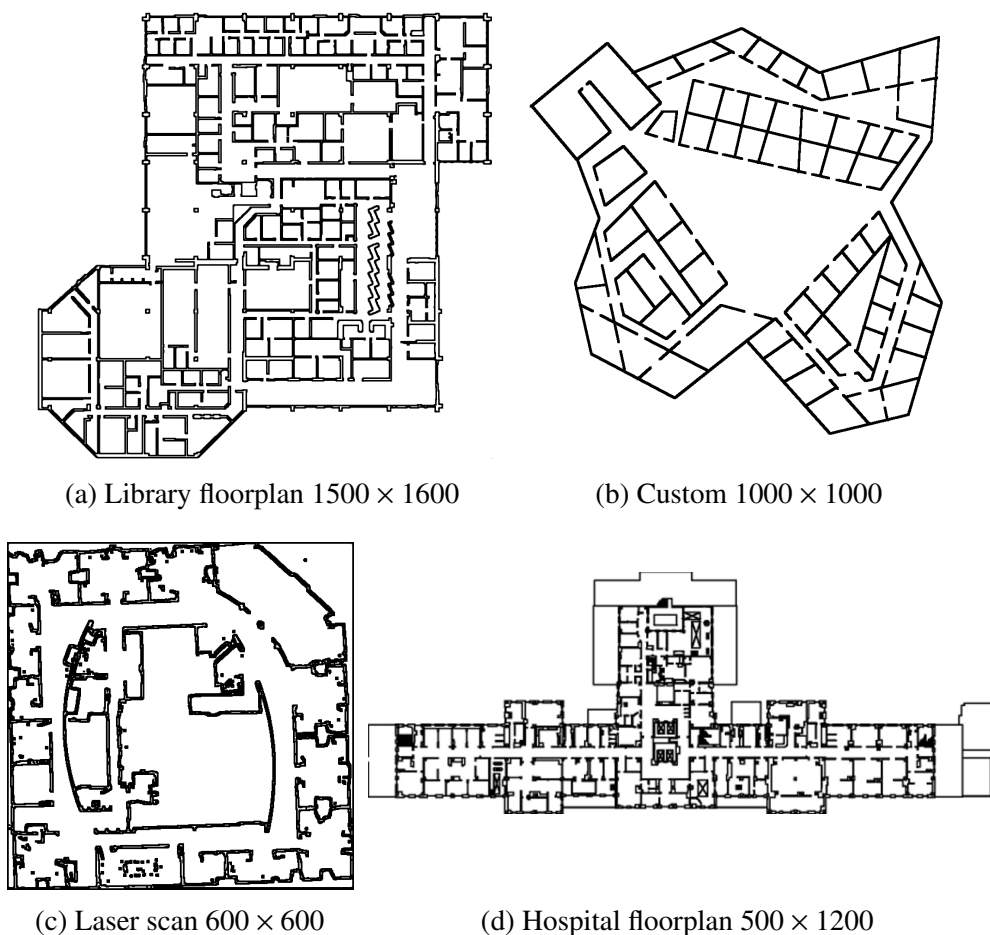 (a) Library floorplan 1500 × 1600
(b) Custom 1000 × 1000
(c) Laser scan 600 × 600
(d) Hospital floorplan 500 × 1200